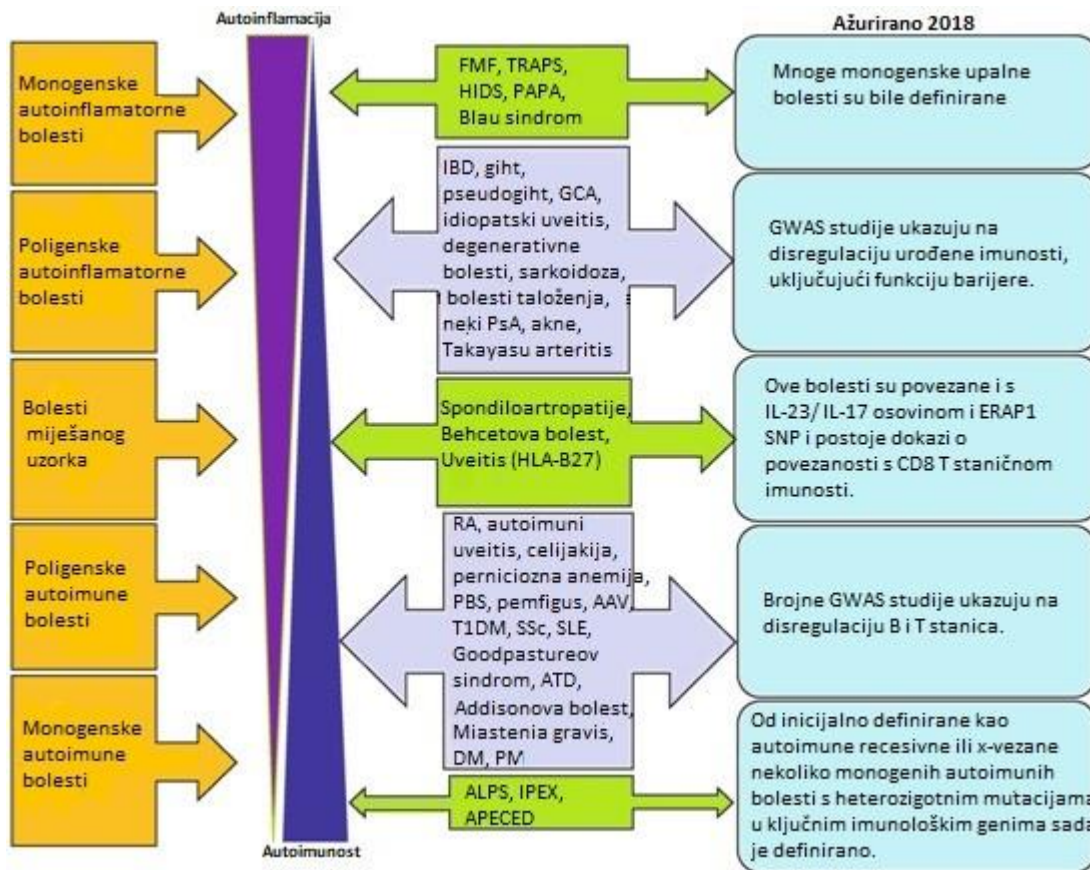 Autoinflamacija
Ažurirano 2018
Monogenske
autoinflamatorne
bolesti
FMF, TRAPS,
HIDS, PAPA,
Blau sindrom
Mnoge monogenske upalne
bolesti su bile definirane
Poligenske
autoinflamatorne
bolesti
IBD, giht,
pseudogiht, GCA,
idiopatski uveitis,
degenerativne
bolesti, sarkoidoza,
bolesti taloženja,
neki PsA, akne,
Takayasu arteritis
GWAS studije ukazuju na
disregulaciju urođene imunosti,
uključujući funkciju barijere.
Bolesti
miješanog
uzorka
Spondiloartropatije,
Behcetova bolest,
Uveitis (HLA-B27)
Ove bolesti su povezane i s
IL-23/ IL-17 osovinom i ERAP1
SNP i postoje dokazi o
povezanosti s CD8 T staničnom
imunosti.
Poligenske
autoimune
bolesti
RA, autoimuni
uveitis, celijakija,
perniciozna anemija,
PBS, pemfigus, AAV,
T1DM, SSc, SLE,
Goodpastureov
sindrom, ATD,
Addisonova bolest,
Miastenia gravis,
DM, PM
Brojne GWAS studije ukazuju na
disregulaciju B i T stanica.
Monogenske
autoimune
bolesti
ALPS, IPEX,
APECED
Od inicijalno definirane kao
autoimune recesivne ili x-vezane
nekoliko monogenih autoimunih
bolesti s heterozigotnim mutacijama
u ključnim imunološkim genima sada
je definirano.
Autoimunost